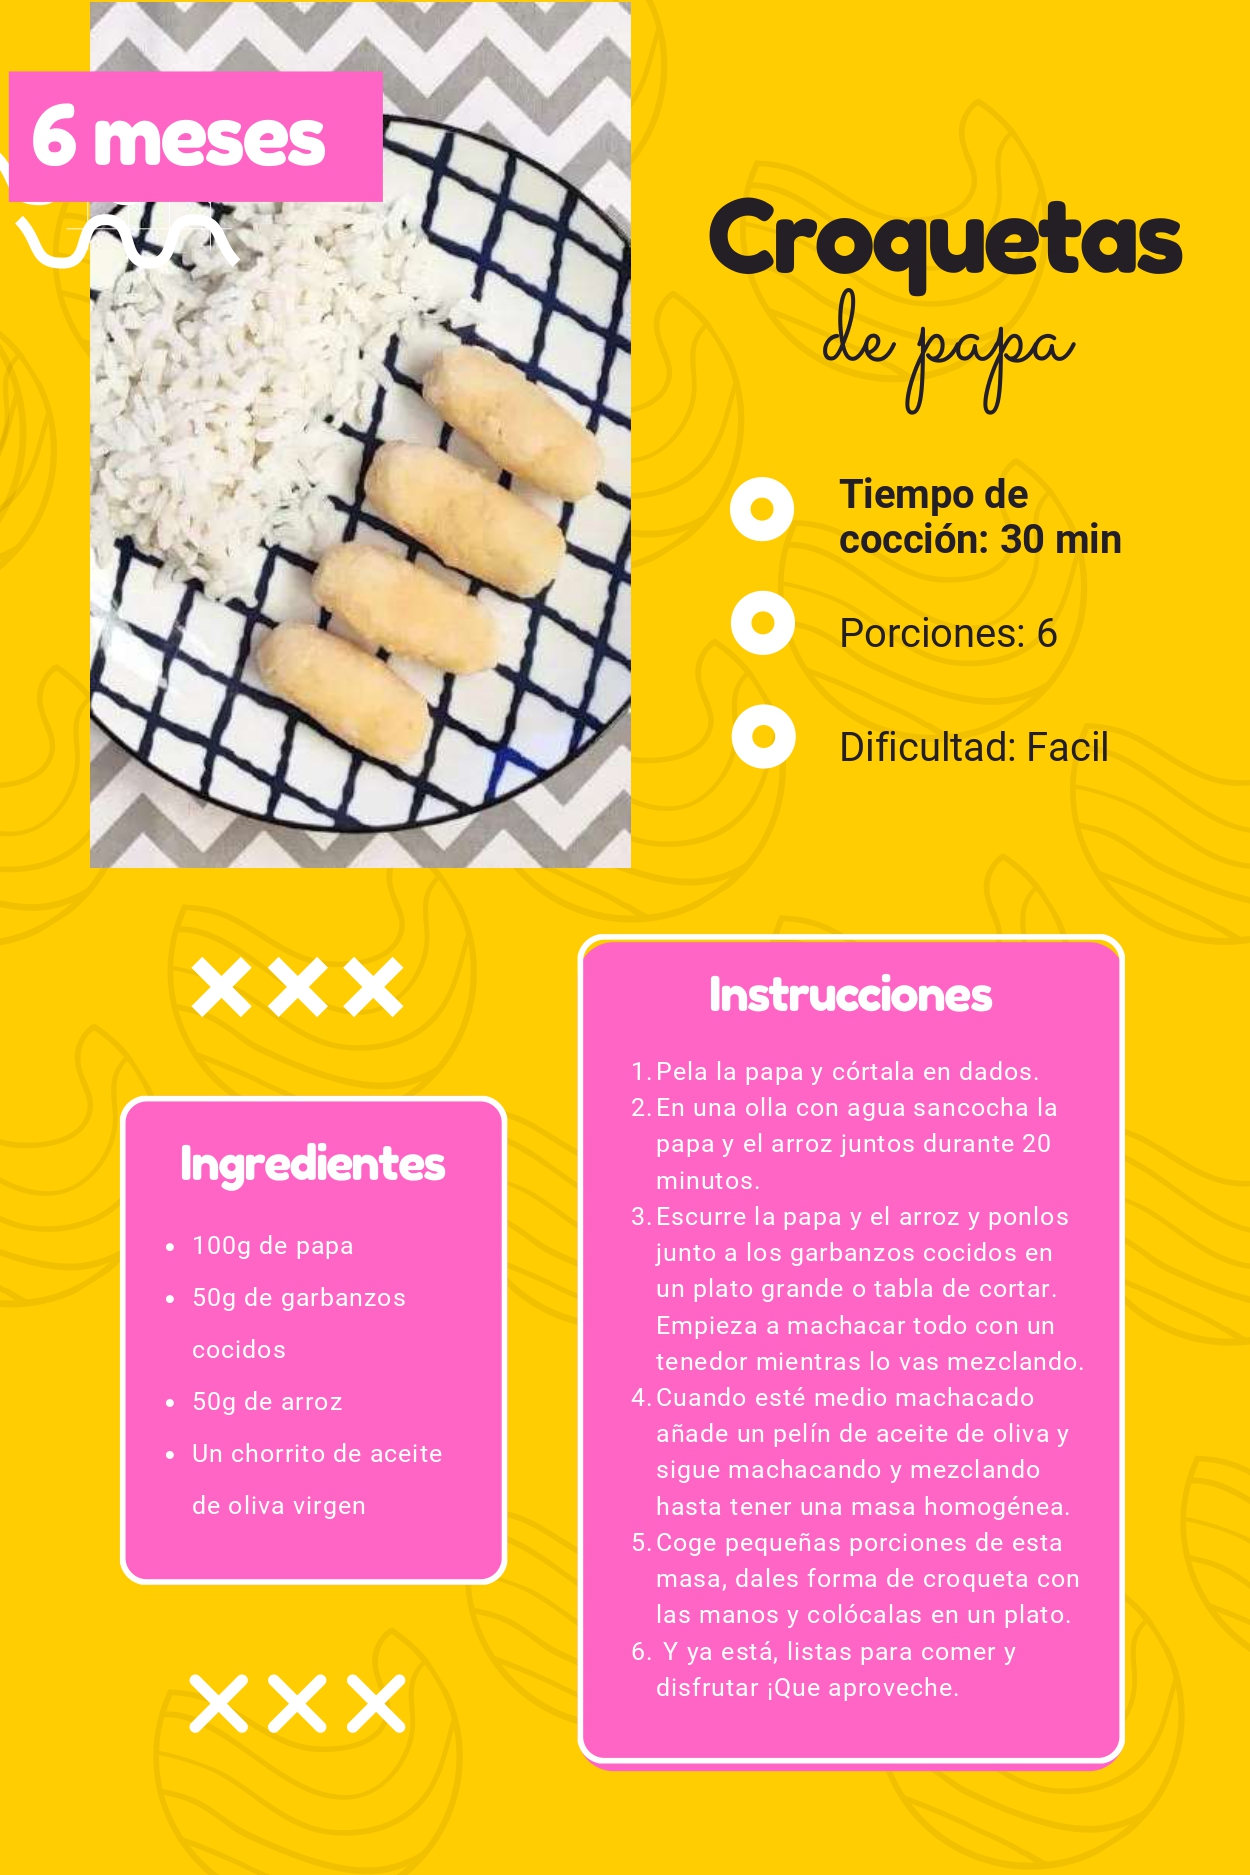 6 meses
Croquetas
de papa
Tiempo de
cocción: 30 min
Porciones: 6
Dificultad: Facil
Ingredientes
• 100g de papa
• 50g de garbanzos
cocidos
• 50g de arroz
• Un chorrito de aceite
de oliva virgen
Instrucciones
1. Pela la papa y córtala en dados.
2. En una olla con agua sancocha la
papa y el arroz juntos durante 20
minutos.
3. Escurre la papa y el arroz y ponlos
junto a los garbanzos cocidos en
un plato grande o tabla de cortar.
Empieza a machacar todo con un
tenedor mientras lo vas mezclando.
4. Cuando esté medio machacado
añade un pelín de aceite de oliva y
sigue machacando y mezclando
hasta tener una masa homogénea.
5. Coge pequeñas porciones de esta
masa, dales forma de croqueta con
las manos y colócalas en un plato.
6. Y ya está, listas para comer y
disfrutar ¡Que aproveche.